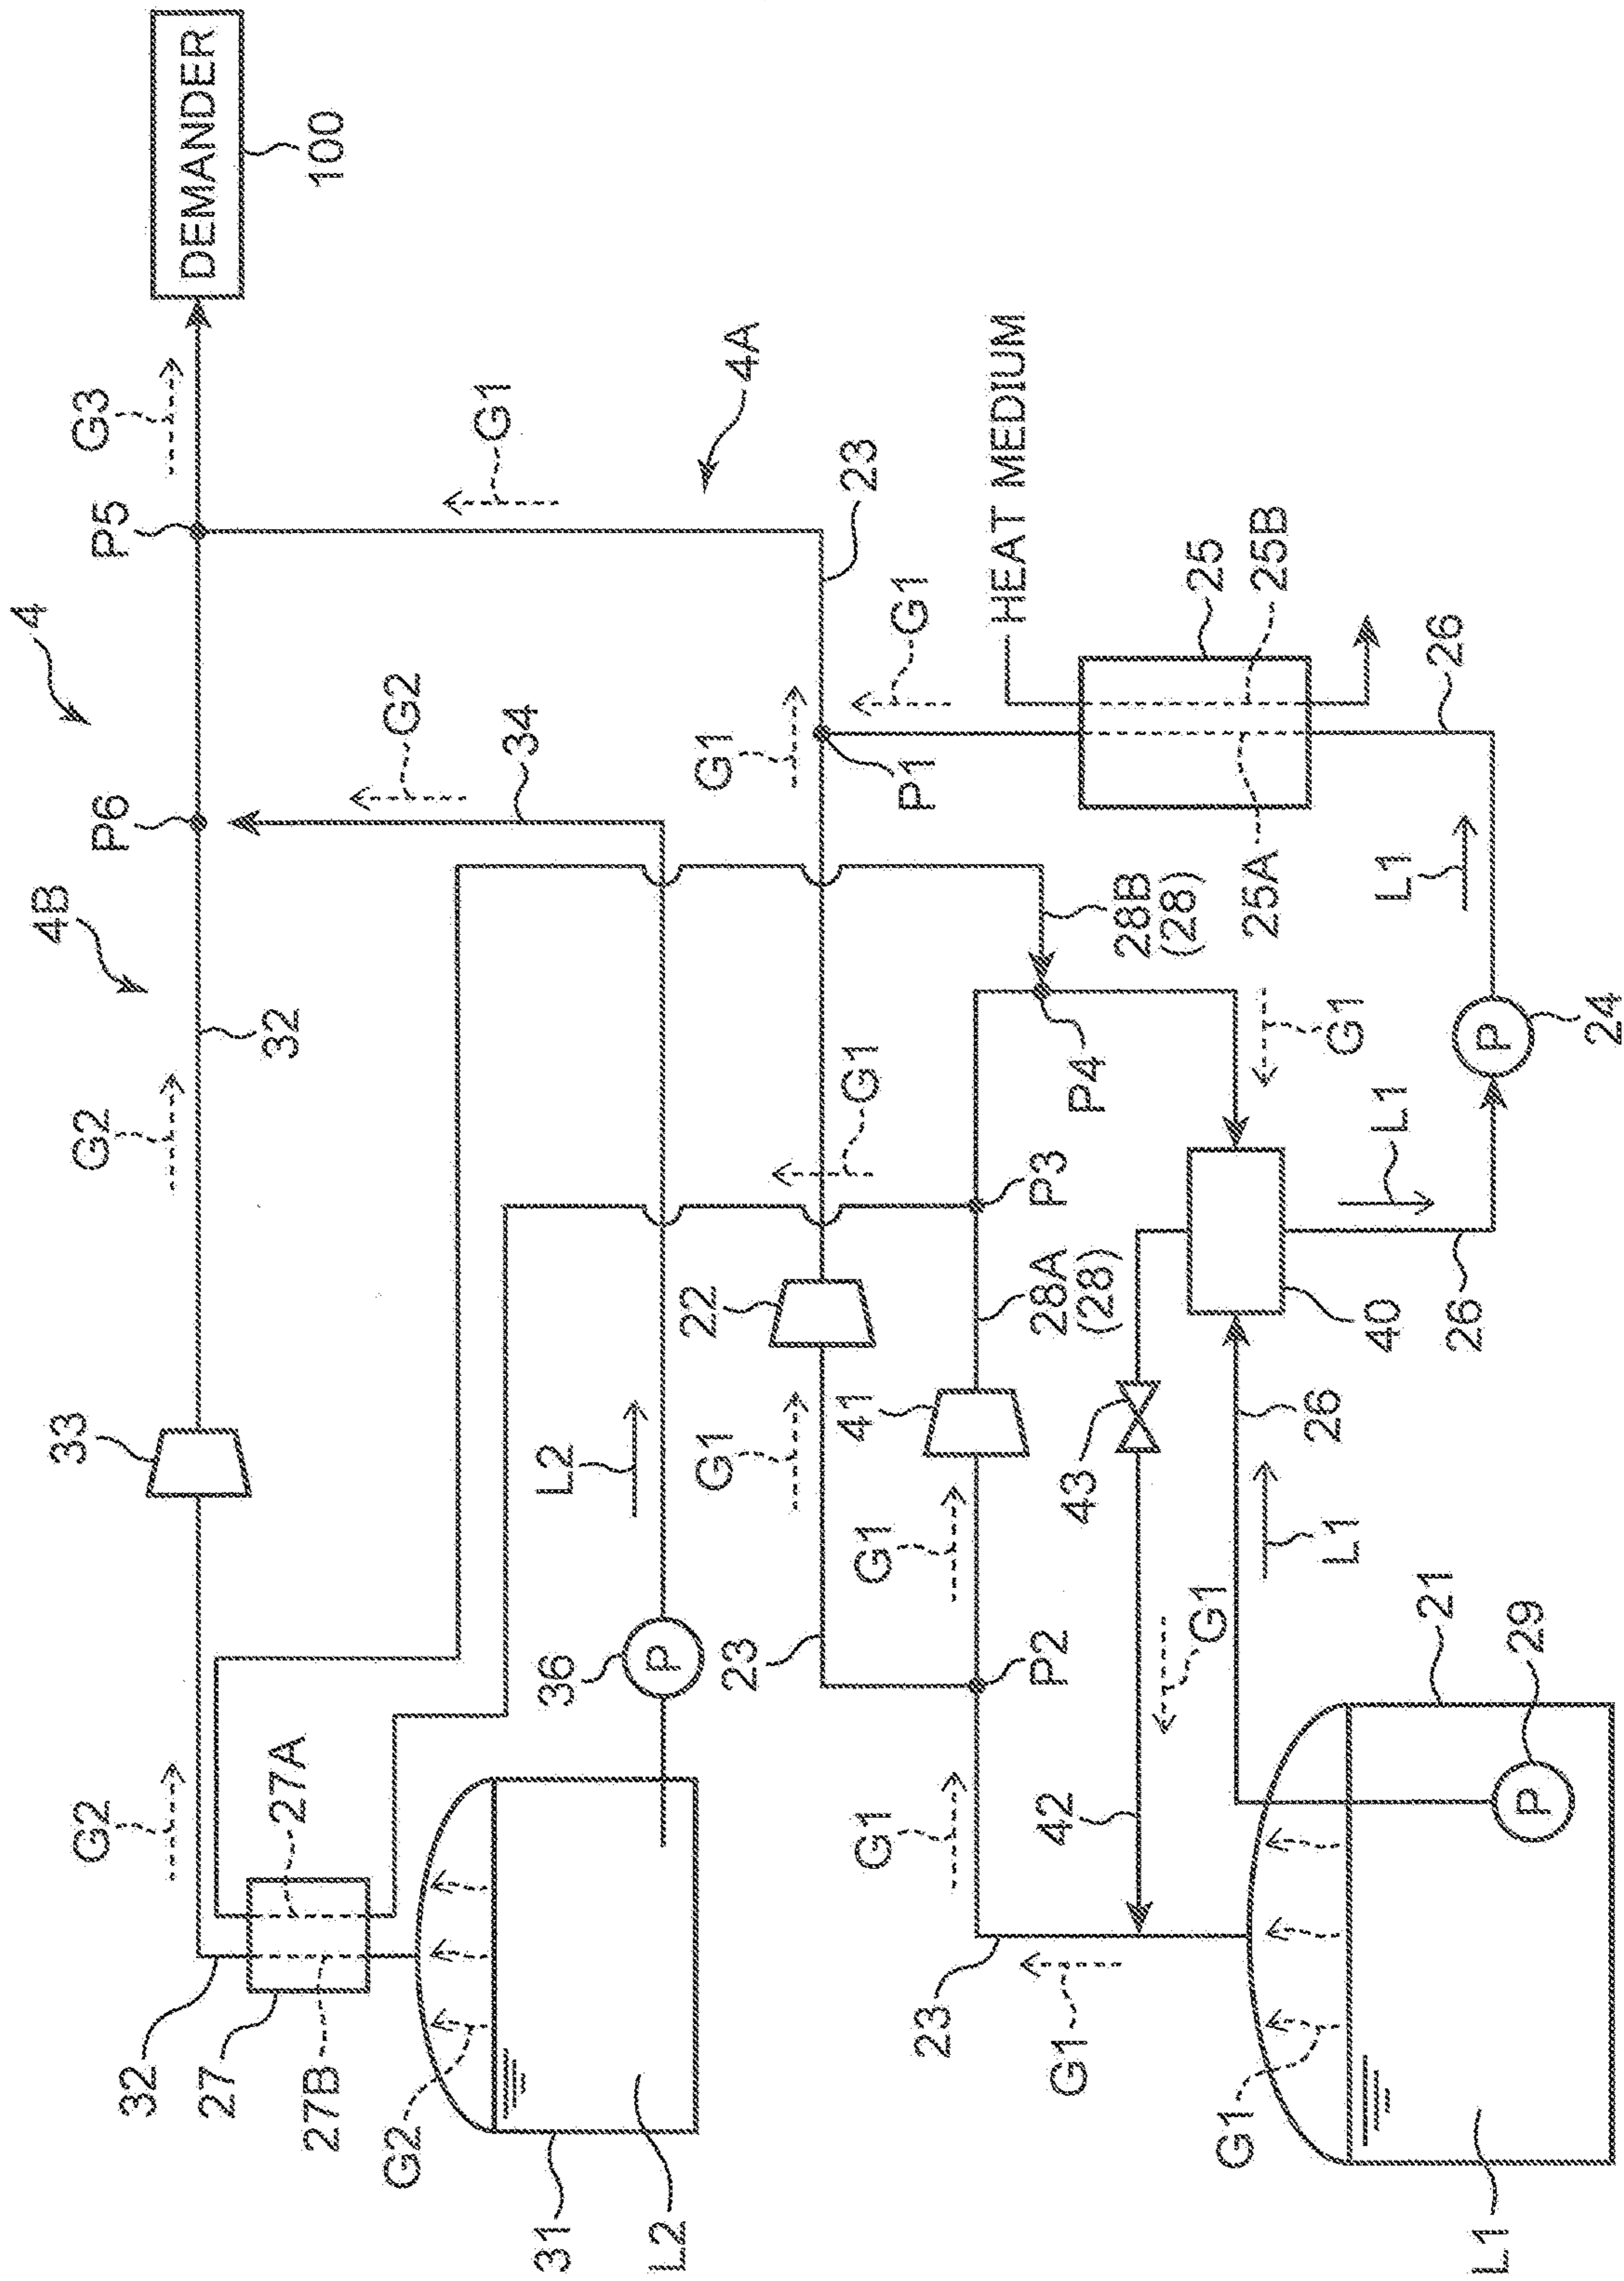 4
4B
4A
G2
G2
G3
33
32
P6
P5
DEMANDER
100
32
27
27B
27A
G2
31
L2
36
P
L2
34
G2
G1
23
22
G1
G1
G1
23
P1
G1
HEAT MEDIUM
25
25B
25A
23
G1
G1
G1
P2
41
28A
(28)
P3
P4
28B
(28)
42
43
G1
G1
40
L1
26
26
26
L1
P
24
L1
G1
21
P
29
L1